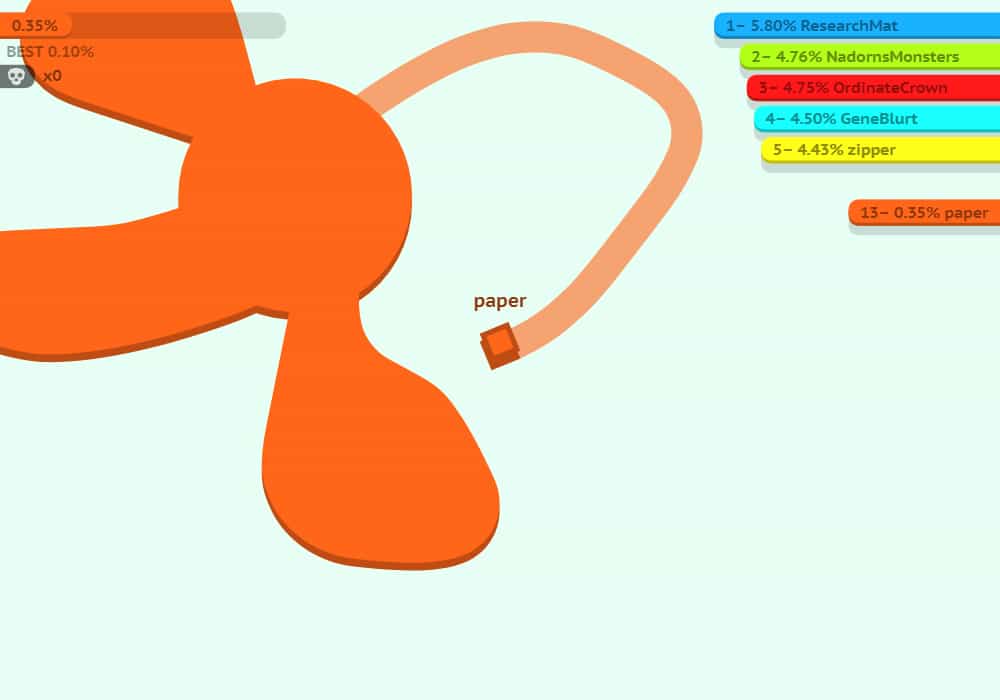 0.35%
BEST 0.10%
x0
1– 5.80% ResearchMat
2– 4.76% NadornsMonsters
3– 4.75% OrdinateCrown
4– 4.50% GeneBlurt
5– 4.43% zipper
13– 0.35% paper
paper